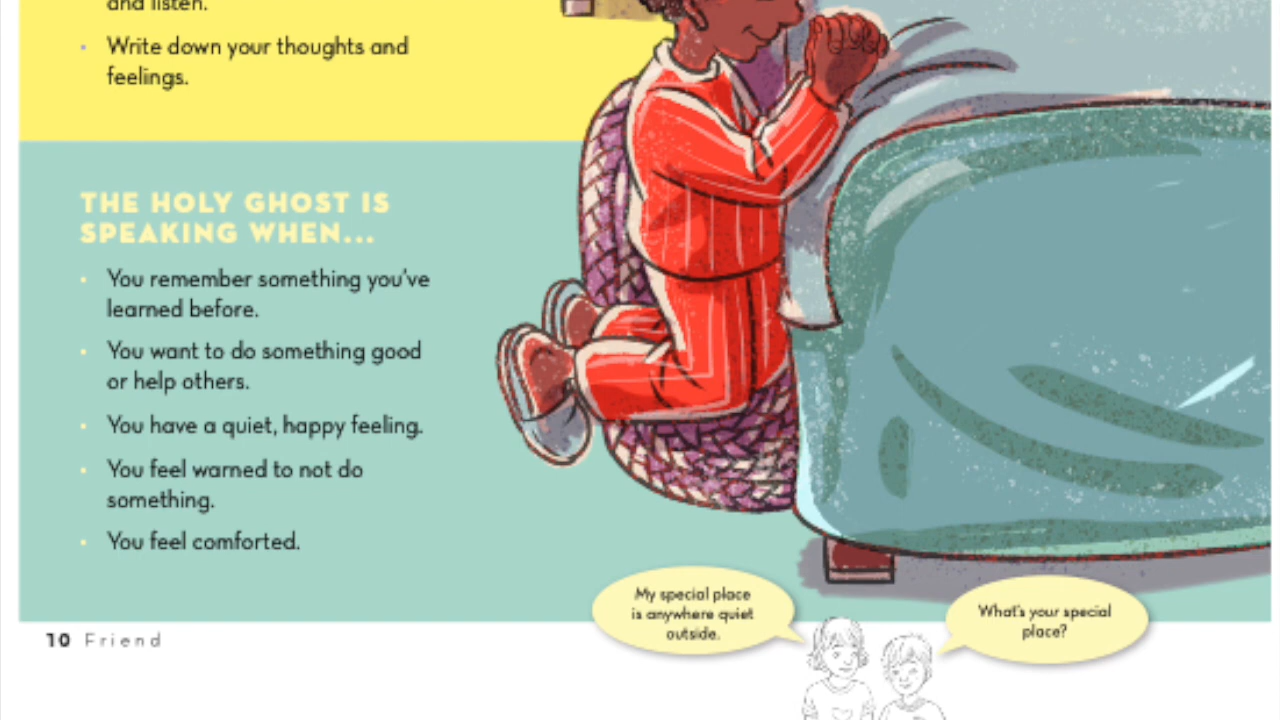 and listen.
• Write down your thoughts and
feelings.
THE HOLY GHOST IS
SPEAKING WHEN...
• You remember something you've
learned before.
• You want to do something good
or help others.
• You have a quiet, happy feeling.
• You feel warned to not do
something.
• You feel comforted.
My special place
is anywhere quiet
outside.
What's your special
place?
10 Friend